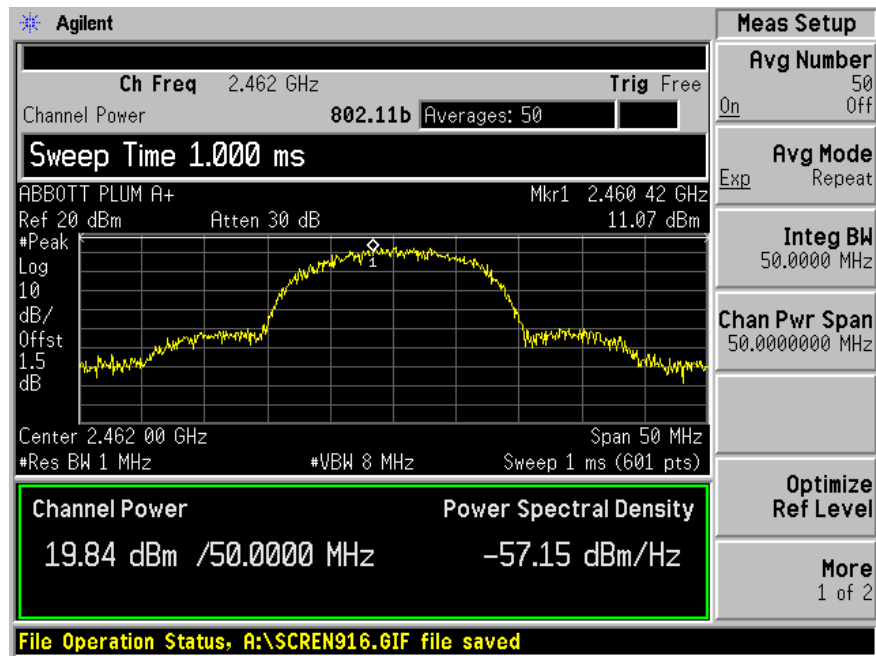 Agilent
Ch Freq 2.462 GHz Trig Free
Channel Power 802.11b Averages: 50
Sweep Time 1.000 ms
ABBOTT PLUM A+ Mkr1 2.460 42 GHz
Ref 20 dBm Atten 30 dB 11.07 dBm
#Peak
Log
10
dB/
Offst
1.5
dB
1
Center 2.462 00 GHz Span 50 MHz
#Res BW 1 MHz #VBW 8 MHz Sweep 1 ms (601 pts)
Channel Power Power Spectral Density
19.84 dBm /50.0000 MHz -57.15 dBm/Hz
File Operation Status, A:\SCREN916.GIF file saved
Meas Setup
Avg Number
50
On Off
Avg Mode
Exp Repeat
Integ BW
50.0000 MHz
Chan Pwr Span
50.0000000 MHz
Optimize
Ref Level
More
1 of 2